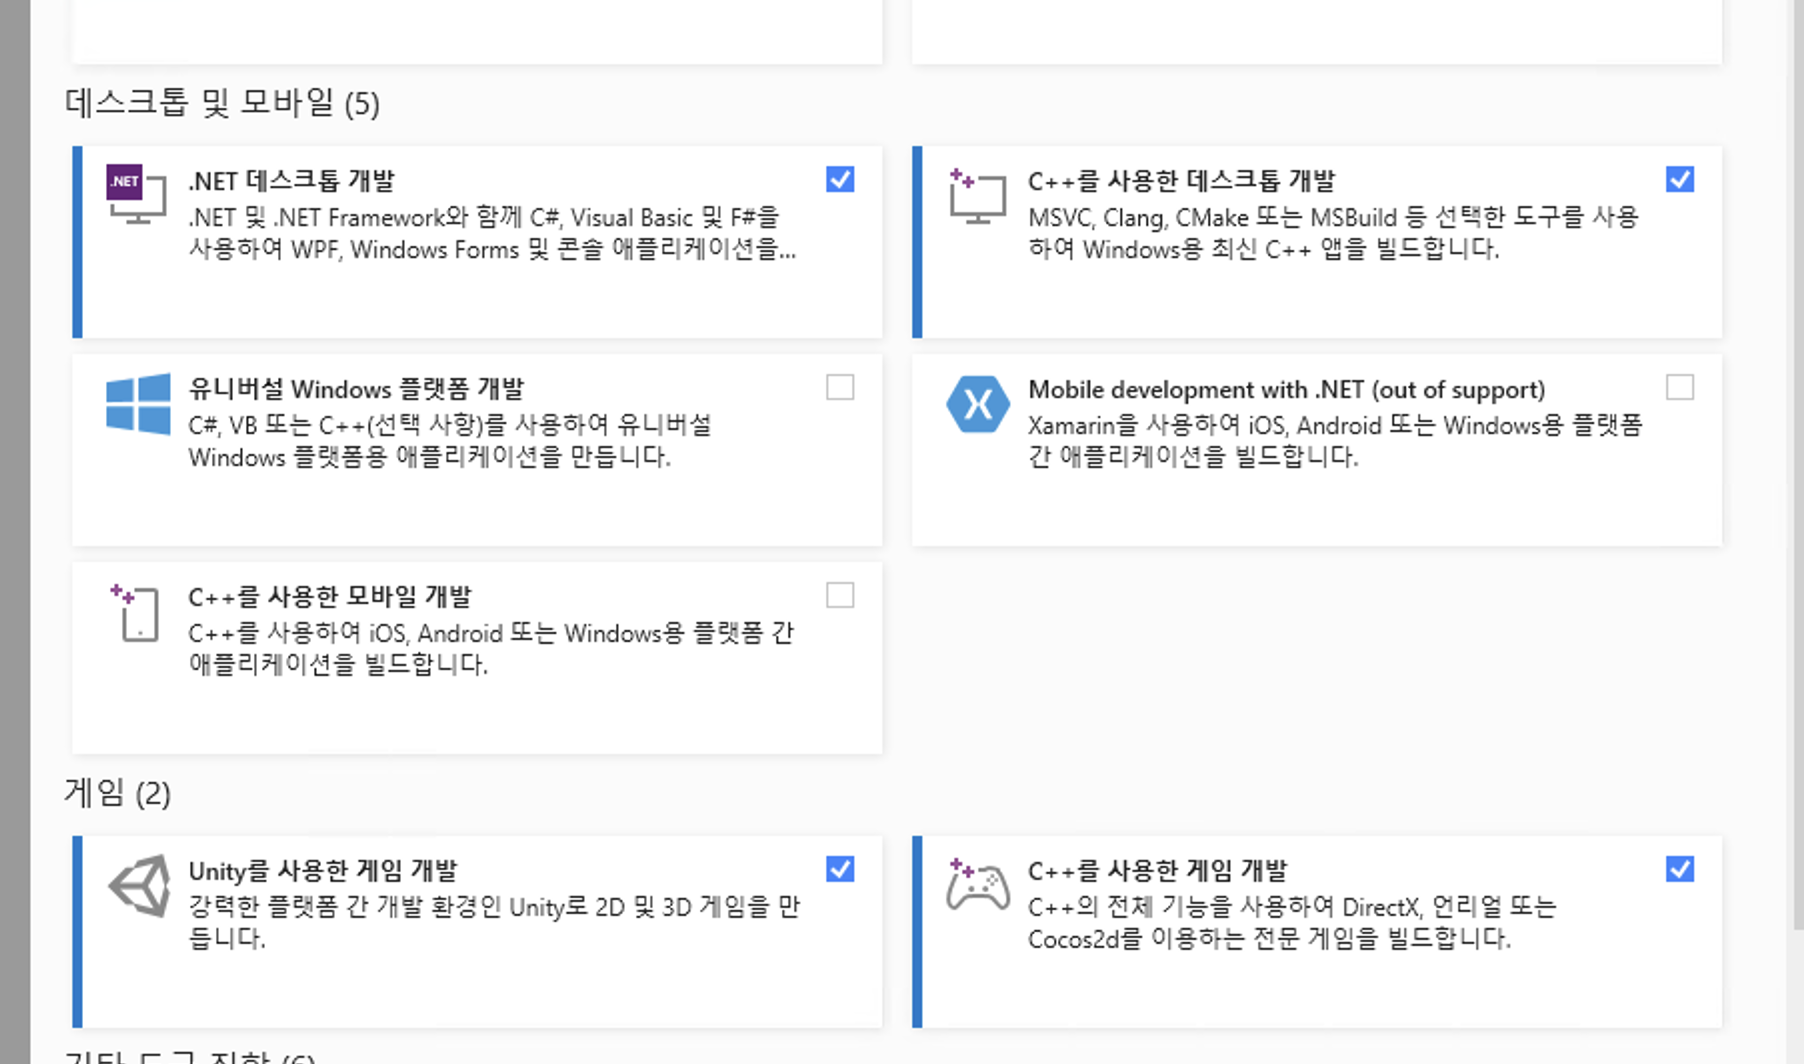 데스크톱 및 모바일 (5)
.NET
.NET 데스크톱 개발
.NET 및 .NET Framework와 함께 C#, Visual Basic 및 F#을
사용하여 WPF, Windows Forms 및 콘솔 애플리케이션을...
C++를 사용한 데스크톱 개발
MSVC, Clang, CMake 또는 MSBuild 등 선택한 도구를 사용
하여 Windows용 최신 C++ 앱을 빌드합니다.
유니버설 Windows 플랫폼 개발
C#, VB 또는 C++(선택 사항)를 사용하여 유니버설
Windows 플랫폼용 애플리케이션을 만듭니다.
Mobile development with .NET (out of support)
Xamarin을 사용하여 iOS, Android 또는 Windows용 플랫폼
간 애플리케이션을 빌드합니다.
C++를 사용한 모바일 개발
C++를 사용하여 iOS, Android 또는 Windows용 플랫폼 간
애플리케이션을 빌드합니다.
게임 (2)
Unity를 사용한 게임 개발
강력한 플랫폼 간 개발 환경인 Unity로 2D 및 3D 게임을 만
듭니다.
C++를 사용한 게임 개발
C++의 전체 기능을 사용하여 DirectX, 언리얼 또는
Cocos2d를 이용하는 전문 게임을 빌드합니다.